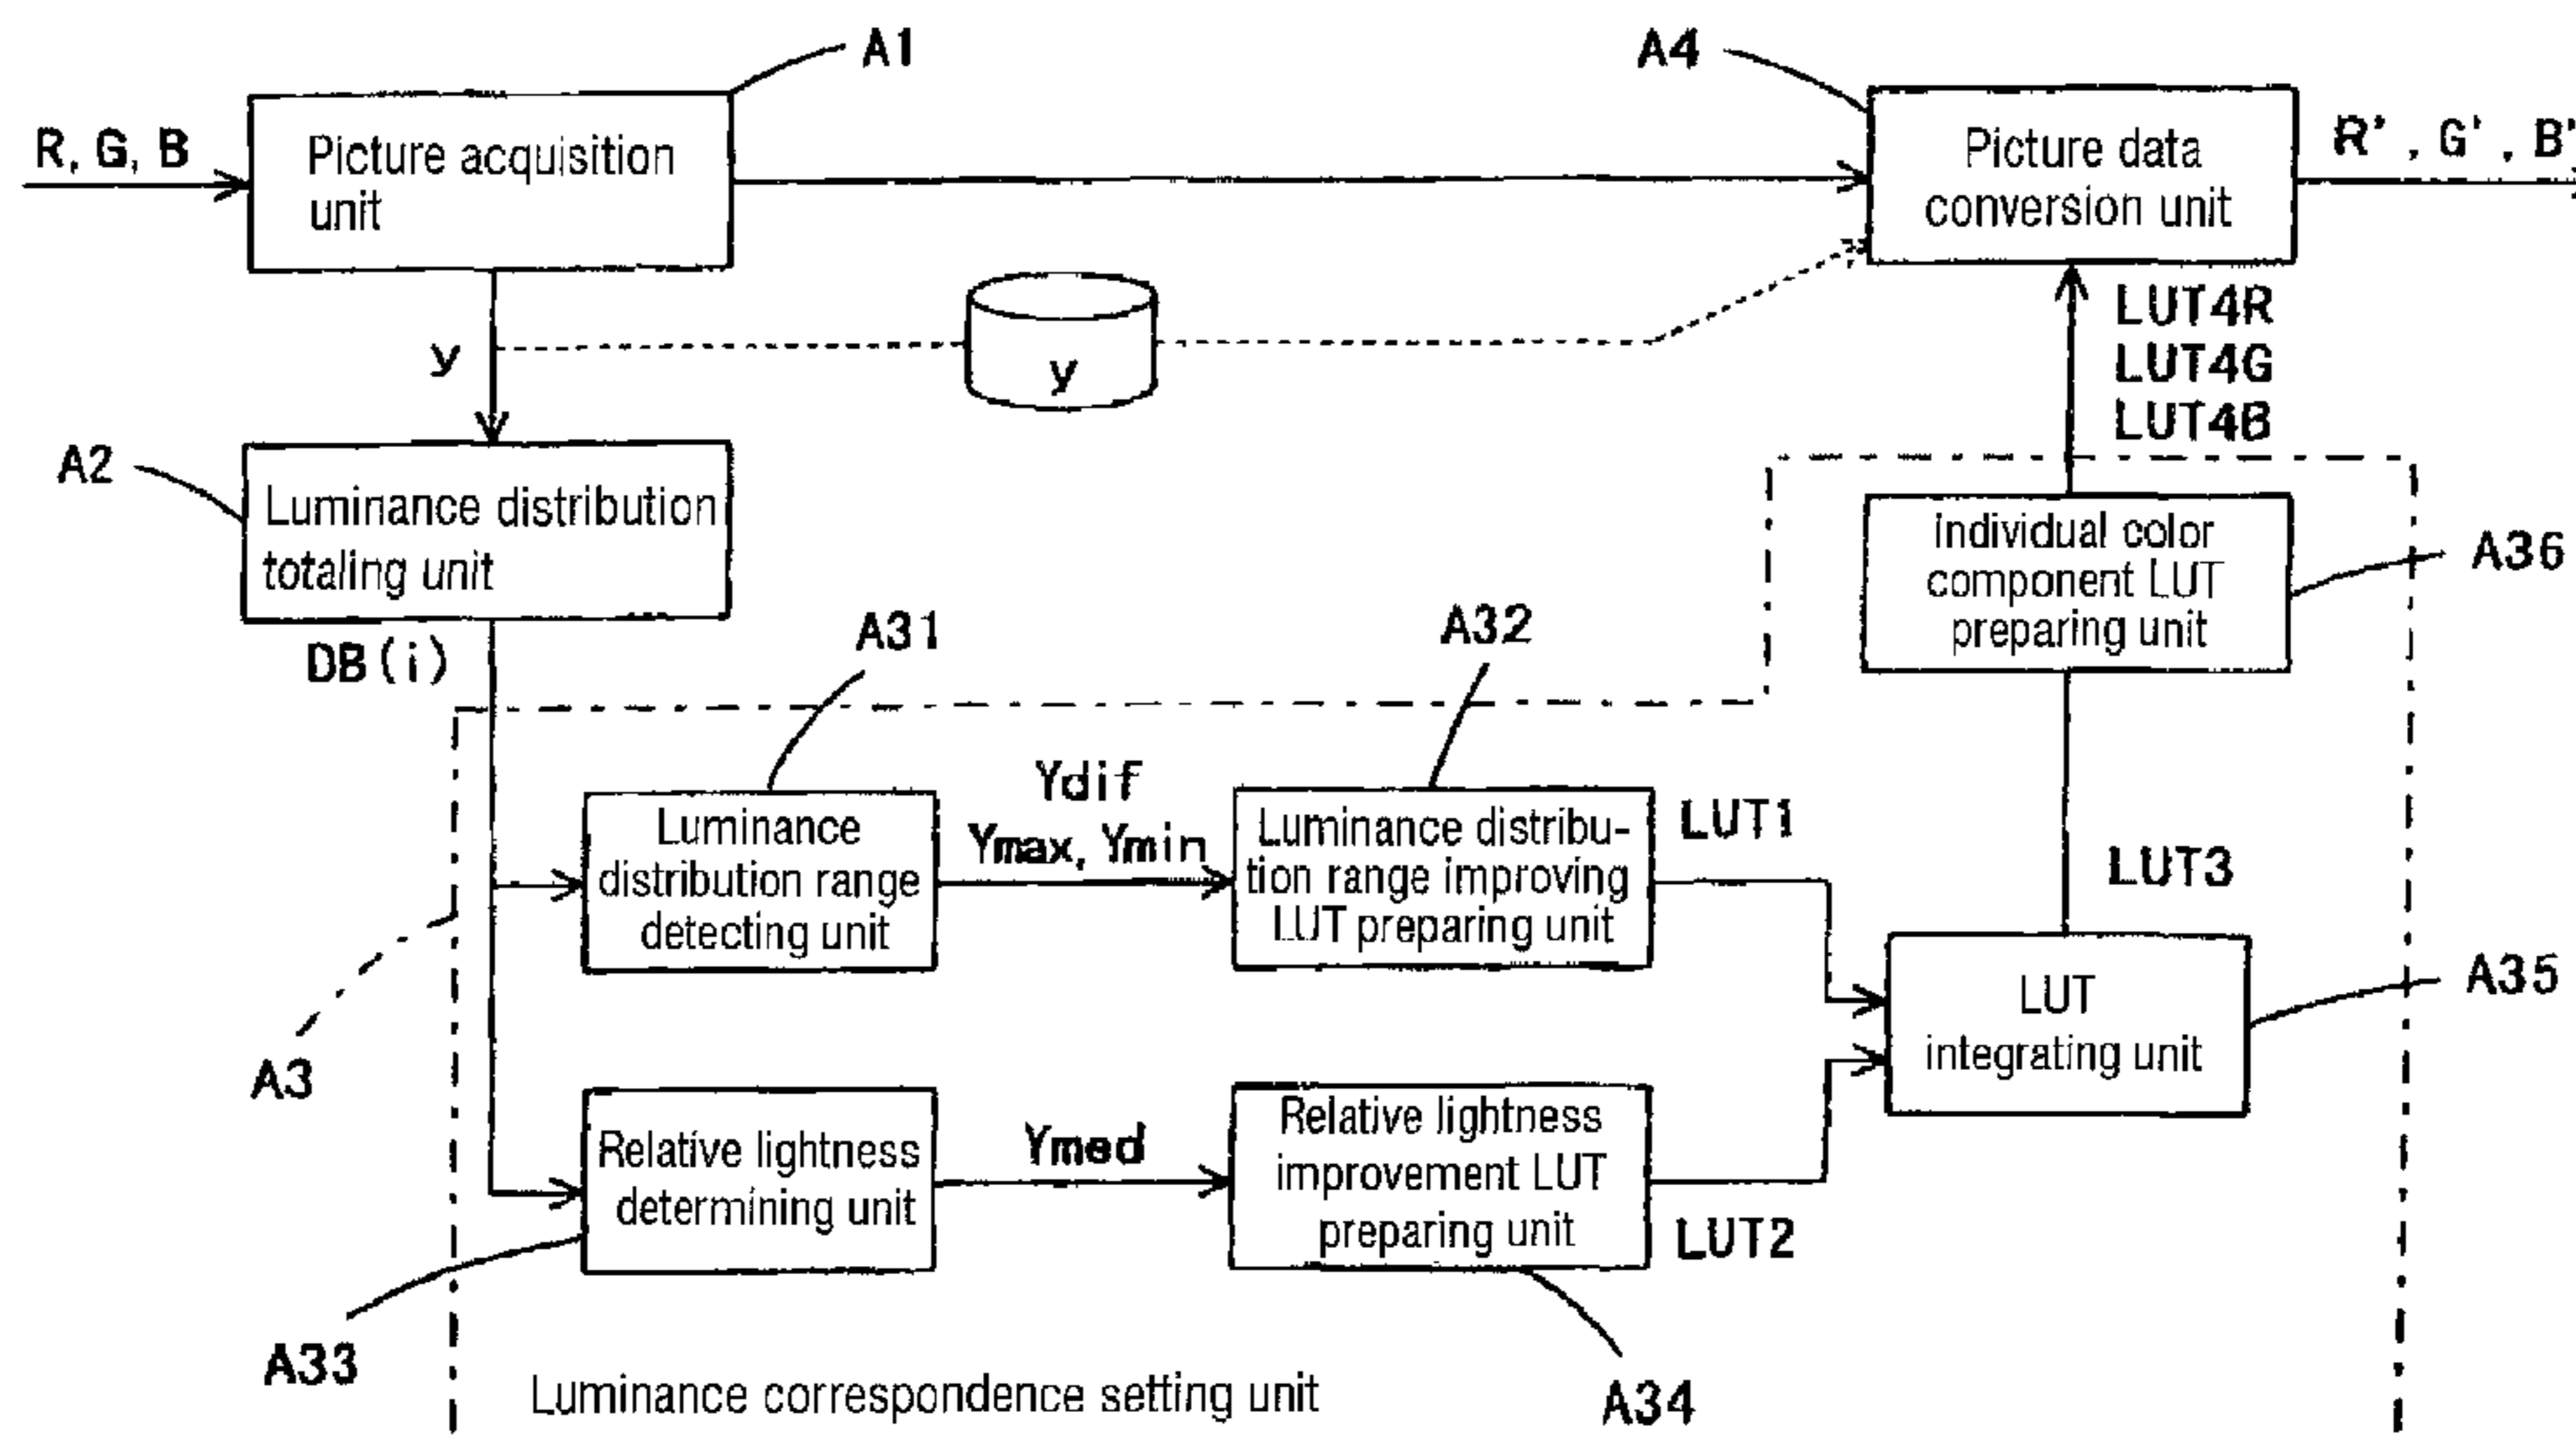 A1
A4
R, G, B
Picture acquisition
unit
Picture data
conversion unit
R', G', B'
y
y
LUT4R
LUT4G
LUT4B
A2
Luminance distribution
totaling unit
DB(i)
individual color
component LUT
preparing unit
A36
A31
A32
Luminance
distribution range
detecting unit
Ydif
Ymax, Ymin
Luminance distribu-
tion range improving
LUT preparing unit
LUT1
LUT3
A3
LUT
integrating unit
A35
Relative lightness
determining unit
Ymed
Relative lightness
improvement LUT
preparing unit
LUT2
A33
A34
Luminance correspondence setting unit